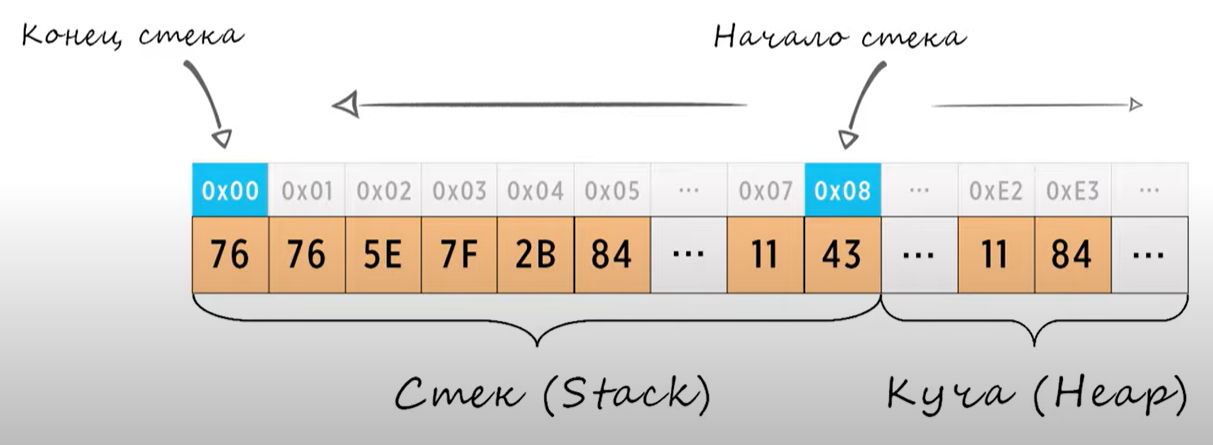 Конец стека
Начало стека
0x00 0x01 0x02 0x03 0x04 0x05 ... 0x07 0x08 ... 0xE2 0xE3 ...
76 76 5E 7F 2B 84 ... 11 43 ... 11 84 ...
Стек (Stack)
Куча (Heap)